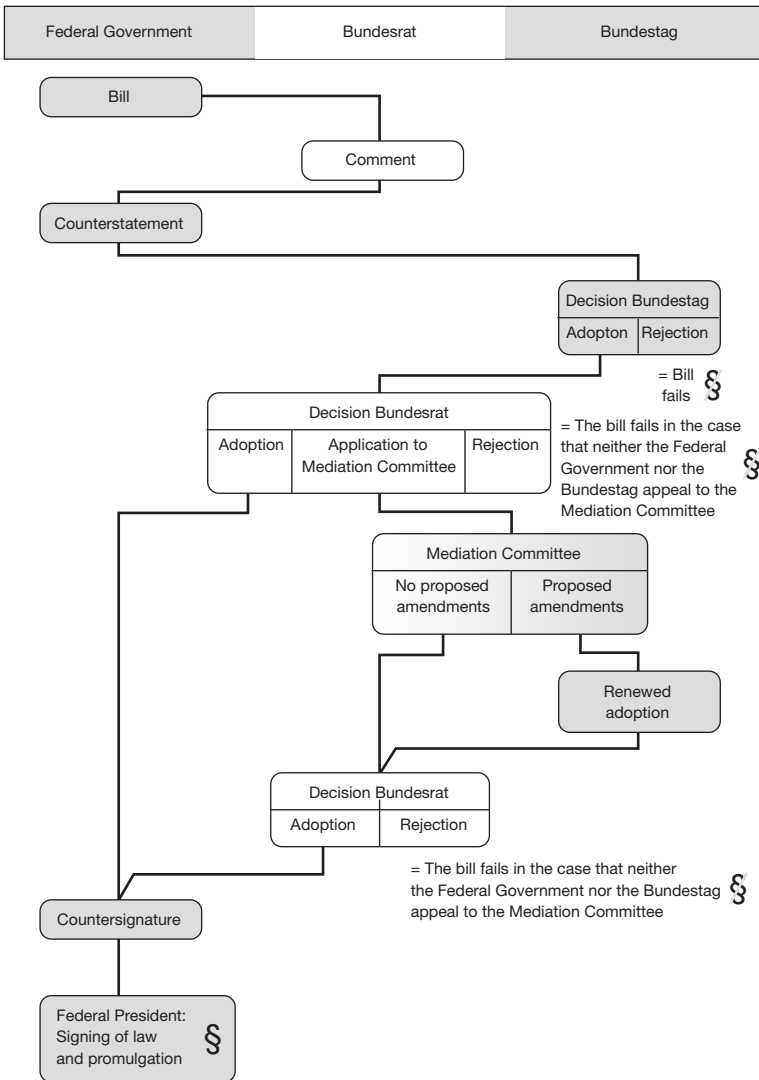 Federal Government
Bundesrat
Bundestag
Bill
Comment
Counterstatement
Decision Bundestag
Adopton
Rejection
= Bill
fails
§
Decision Bundesrat
Adoption
Application to
Mediation Committee
Rejection
= The bill fails in the case
that neither the Federal
Government nor the
Bundestag appeal to the
Mediation Committee
§
Mediation Committee
No proposed
amendments
Proposed
amendments
Renewed
adoption
Decision Bundesrat
Adoption
Rejection
= The bill fails in the case that neither
the Federal Government nor the Bundestag
appeal to the Mediation Committee
§
Countersignature
Federal President:
Signing of law
and promulgation
§